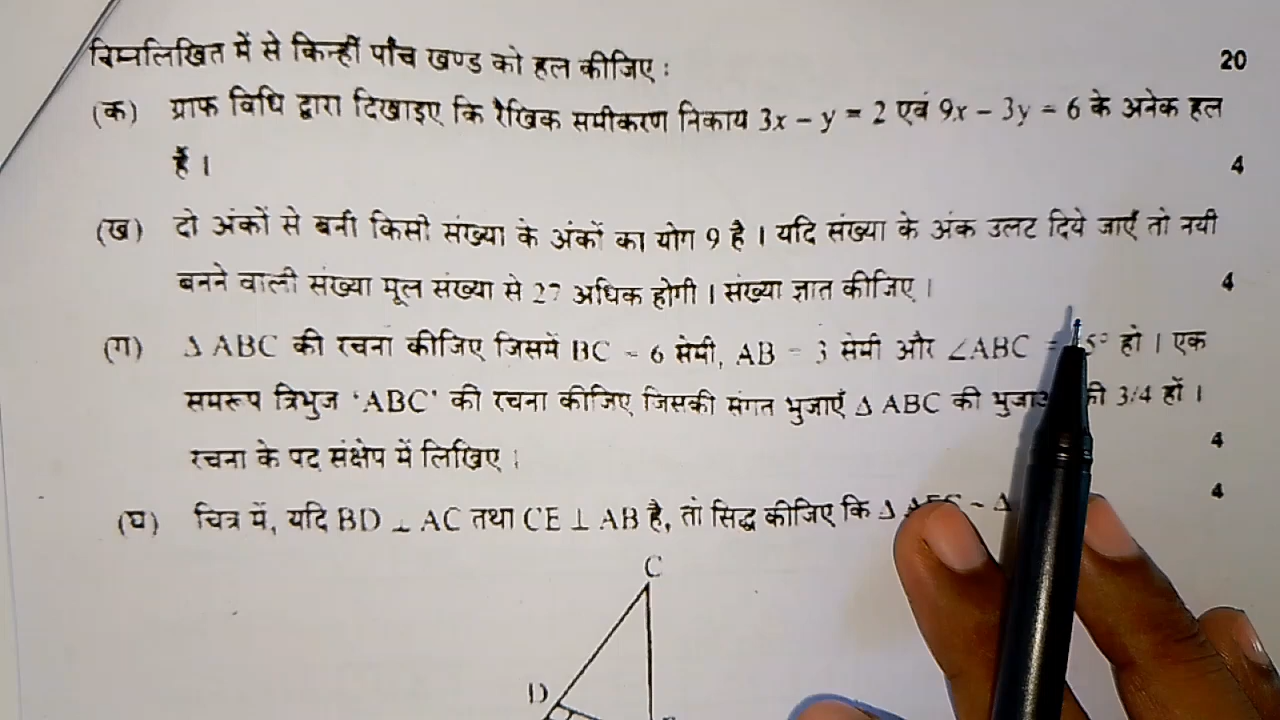 निम्नलिखित में से किन्हीं पाँच खण्ड को हल कीजिए : 20
(क) ग्राफ विधि द्वारा दिखाइए कि रैखिक समीकरण निकाय 3x − y = 2 एवं 9x − 3y = 6 के अनेक हल
हैं । 4
(ख) दो अंकों से बनी किसी संख्या के अंकों का योग 9 है । यदि संख्या के अंक उलट दिये जाएँ तो नयी
बनने वाली संख्या मूल संख्या से 27 अधिक होगी । संख्या ज्ञात कीजिए । 4
(ग) Δ ABC की रचना कीजिए जिसमें BC = 6 सेमी, AB = 3 सेमी और ∠ABC = 5° हो । एक
समरूप त्रिभुज 'ABC' की रचना कीजिए जिसकी संगत भुजाएँ Δ ABC की 3/4 हों ।
रचना के पद संक्षेप में लिखिए । 4
(घ) चित्र में, यदि BD ⊥ AC तथा CE ⊥ AB है, तो सिद्ध कीजिए कि Δ ~ Δ 4
C
D